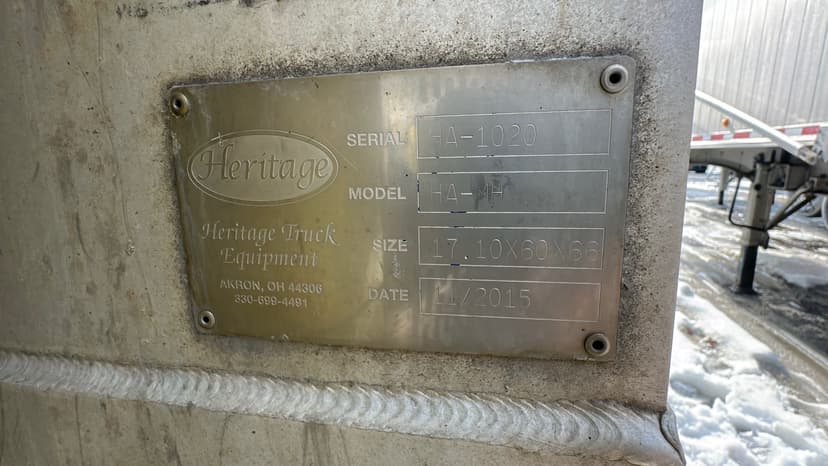 Heritage
Heritage Truck
Equipment
AKRON, OH 44306
330-699-4491
SERIAL HA-1020
MODEL HA-MH
SIZE 17.10X60X66
DATE 11/2015